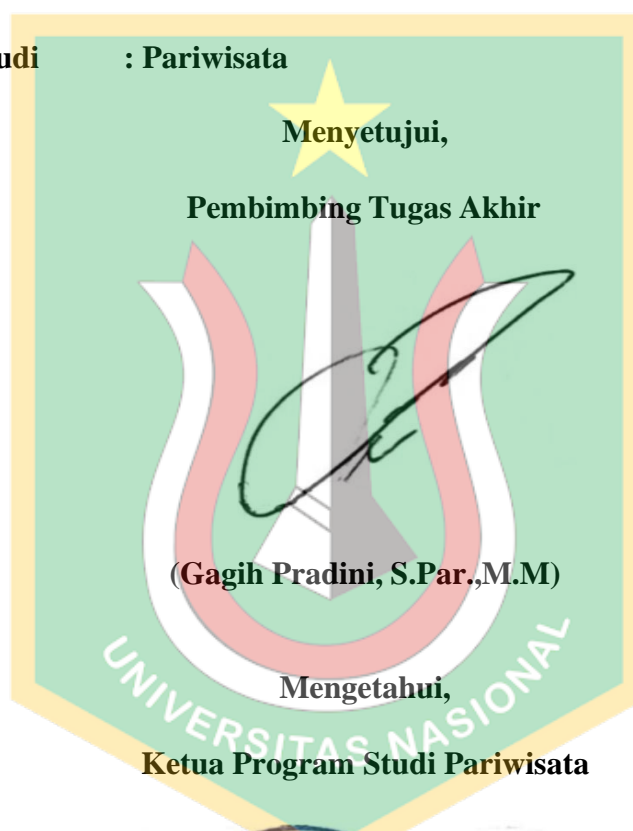 udi : Pariwisata
Menyetujui,
Pembimbing Tugas Akhir
(Gagih Pradini, S.Par.,M.M)
Mengetahui,
UNIVERSITAS NASIONAL
Ketua Program Studi Pariwisata